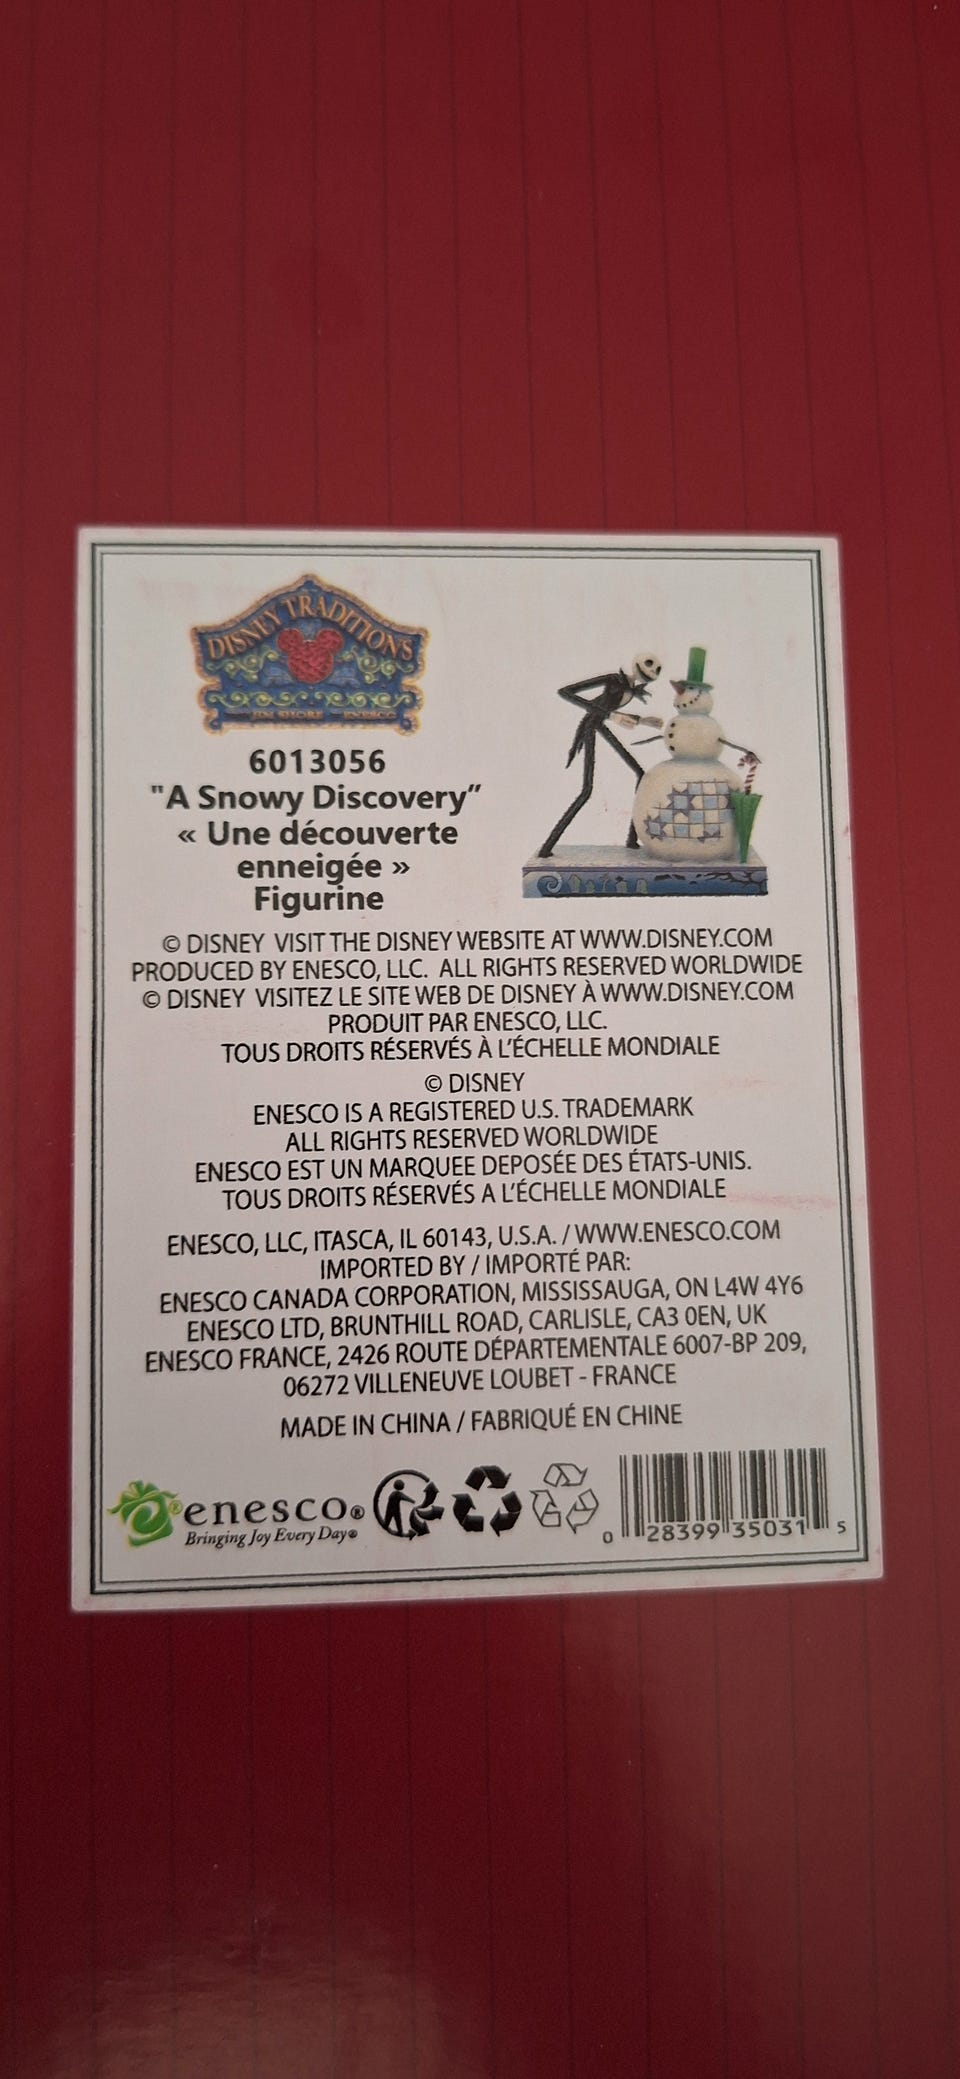 DISNEY TRADITIONS
JIM SHORE ENESCO
6013056
"A Snowy Discovery"
« Une découverte
enneigée »
Figurine
© DISNEY VISIT THE DISNEY WEBSITE AT WWW.DISNEY.COM
PRODUCED BY ENESCO, LLC. ALL RIGHTS RESERVED WORLDWIDE
© DISNEY VISITEZ LE SITE WEB DE DISNEY À WWW.DISNEY.COM
PRODUIT PAR ENESCO, LLC.
TOUS DROITS RÉSERVÉS À L'ÉCHELLE MONDIALE
© DISNEY
ENESCO IS A REGISTERED U.S. TRADEMARK
ALL RIGHTS RESERVED WORLDWIDE
ENESCO EST UN MARQUEE DEPOSÉE DES ÉTATS-UNIS.
TOUS DROITS RÉSERVÉS A L'ÉCHELLE MONDIALE
ENESCO, LLC, ITASCA, IL 60143, U.S.A. / WWW.ENESCO.COM
IMPORTED BY / IMPORTÉ PAR:
ENESCO CANADA CORPORATION, MISSISSAUGA, ON L4W 4Y6
ENESCO LTD, BRUNTHILL ROAD, CARLISLE, CA3 0EN, UK
ENESCO FRANCE, 2426 ROUTE DÉPARTEMENTALE 6007-BP 209,
06272 VILLENEUVE LOUBET - FRANCE
MADE IN CHINA / FABRIQUÉ EN CHINE
enesco®
Bringing Joy Every Day®
0 28399 35031 5